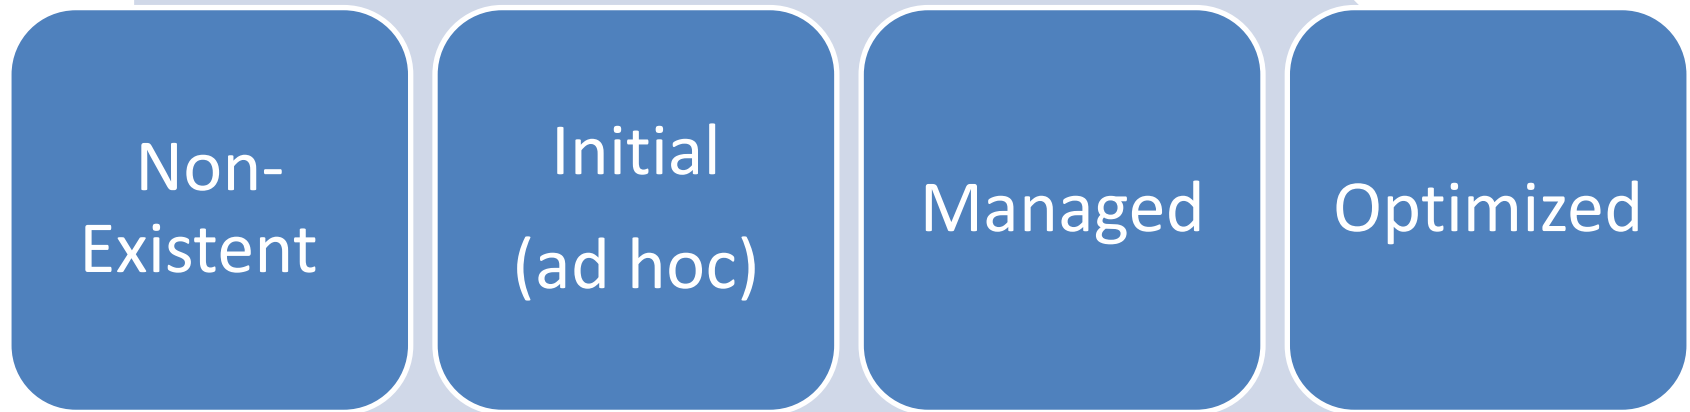 Non-
Existent
Initial
(ad hoc)
Managed
Optimized